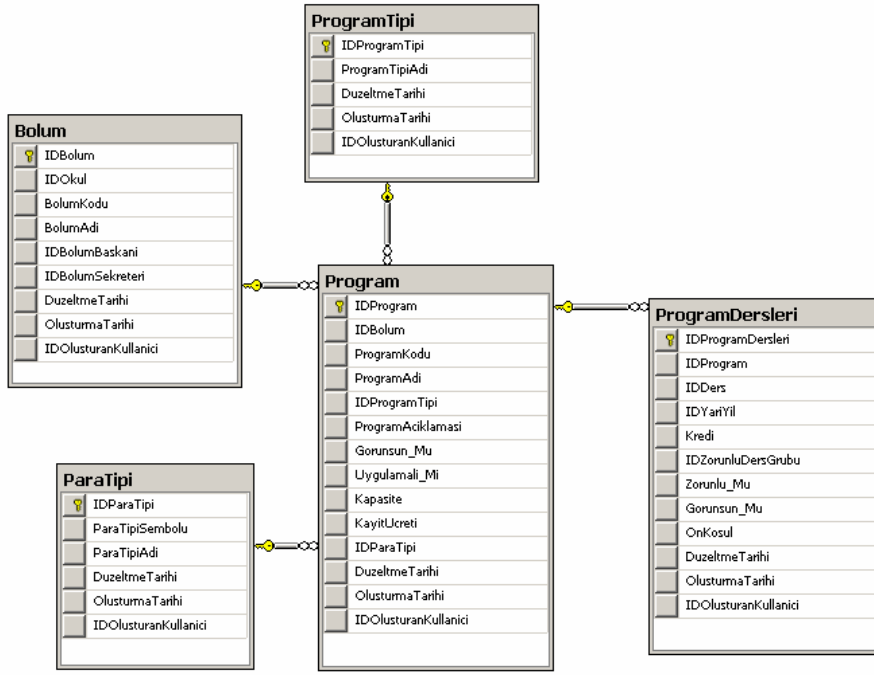 ProgramTipi
IDProgramTipi
ProgramTipiAdi
DuzeltmeTarihi
OlusturmaTarihi
IDOlusturanKullanici
Bolum
IDBolum
IDOkul
BolumKodu
BolumAdi
IDBolumBaskani
IDBolumSekreteri
DuzeltmeTarihi
OlusturmaTarihi
IDOlusturanKullanici
Program
IDProgram
IDBolum
ProgramKodu
ProgramAdi
IDProgramTipi
ProgramAciklamasi
Gorunsun_Mu
Uygulamali_Mi
Kapasite
KayitUcreti
IDParaTipi
DuzeltmeTarihi
OlusturmaTarihi
IDOlusturanKullanici
ProgramDersleri
IDProgramDersleri
IDProgram
IDDers
IDYariYil
Kredi
IDZorunluDersGrubu
Zorunlu_Mu
Gorunsun_Mu
OnKosul
DuzeltmeTarihi
OlusturmaTarihi
IDOlusturanKullanici
ParaTipi
IDParaTipi
ParaTipiSembolu
ParaTipiAdi
DuzeltmeTarihi
OlusturmaTarihi
IDOlusturanKullanici